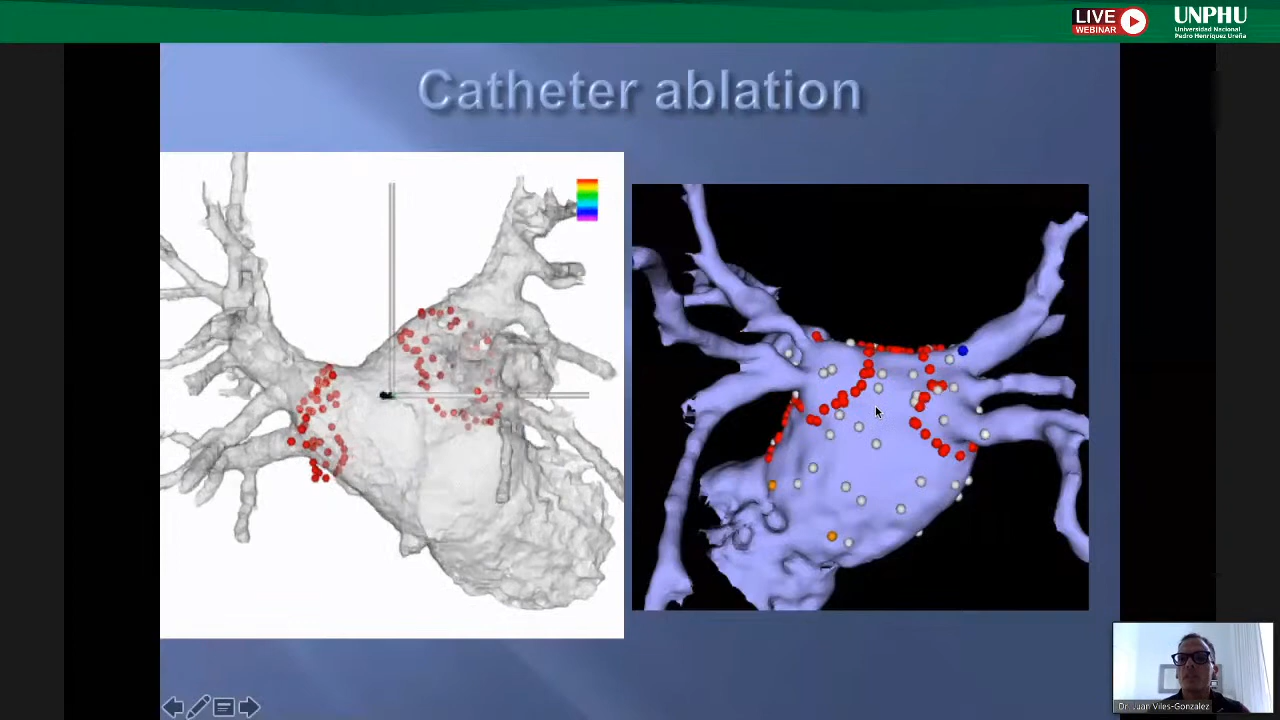 LIVE
WEBINAR
UNPHU
Universidad Nacional
Pedro Henríquez Ureña
Catheter ablation
Dr. Juan Viles-Gonzalez